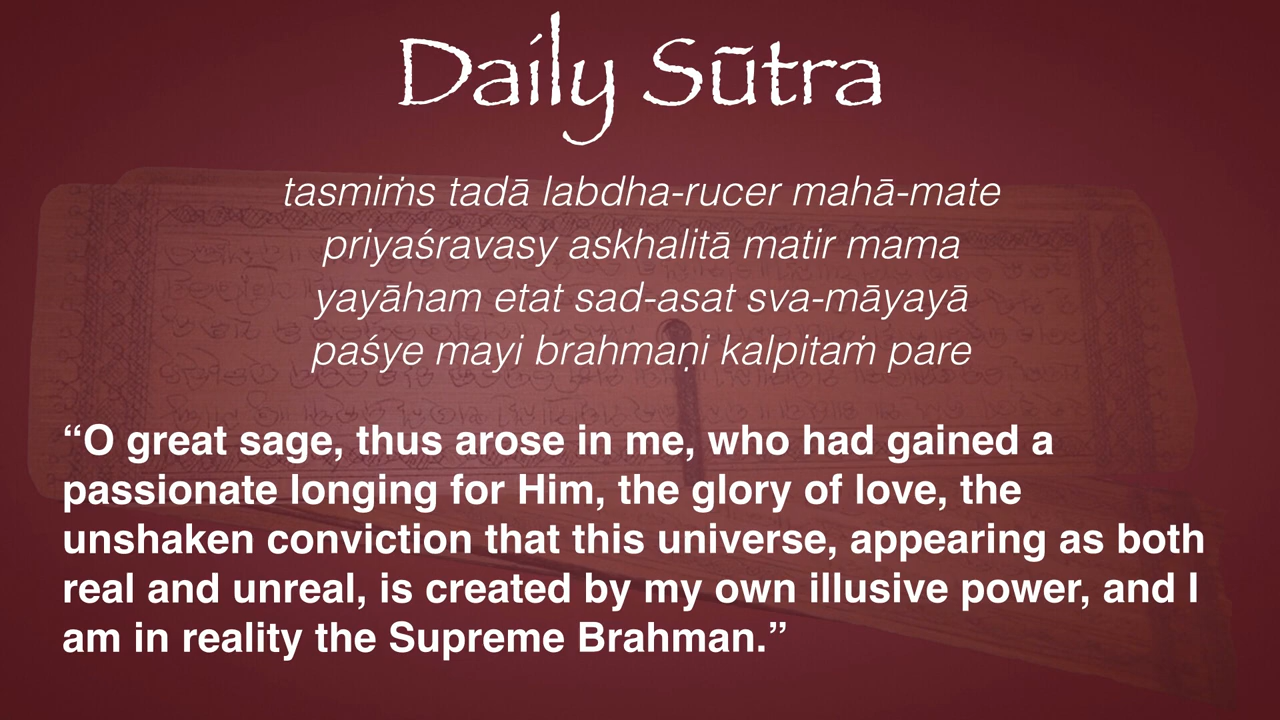 Daily Sūtra
tasmiṁs tadā labdha-rucer mahā-mate
priyaśravasy askhalitā matir mama
yayāham etat sad-asat sva-māyayā
paśye mayi brahmaṇi kalpitaṁ pare
“O great sage, thus arose in me, who had gained a
passionate longing for Him, the glory of love, the
unshaken conviction that this universe, appearing as both
real and unreal, is created by my own illusive power, and I
am in reality the Supreme Brahman.”